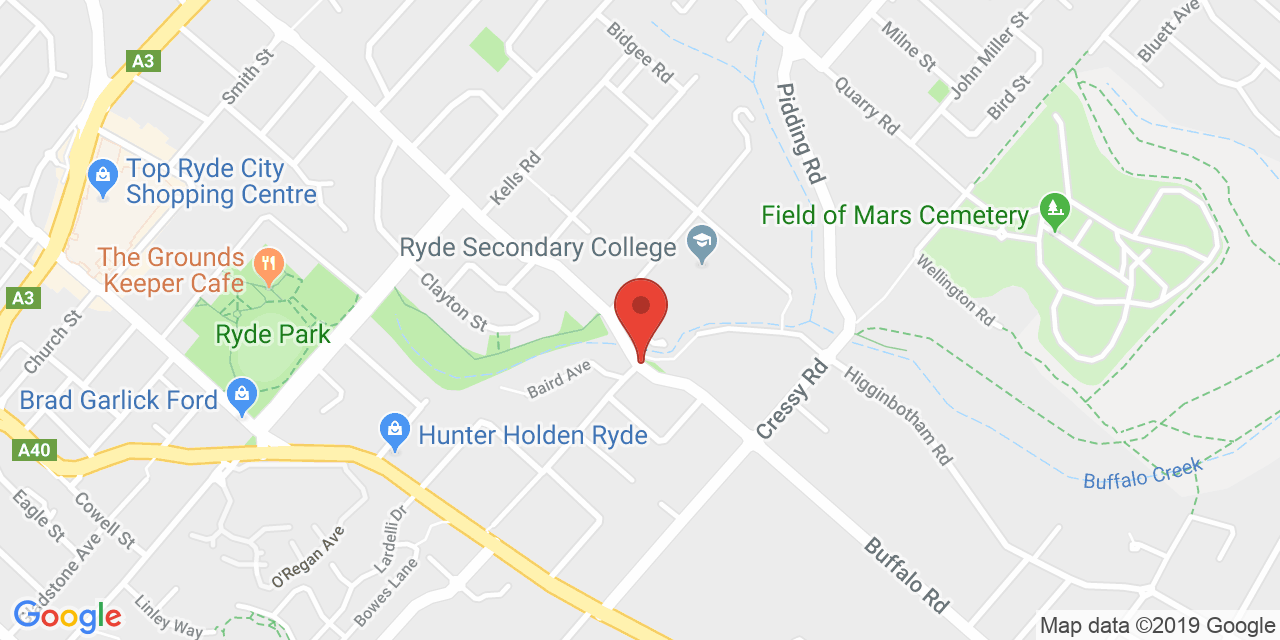 Bidgee Rd
Milne St
John Miller St
Bluett Ave
A3
Smith St
Pidding Rd
Quarry Rd
Bird St
Top Ryde City
Shopping Centre
Kells Rd
Field of Mars Cemetery
Ryde Secondary College
The Grounds
Keeper Cafe
Clayton St
Wellington Rd
A3
Church St
Ryde Park
Baird Ave
Brad Garlick Ford
Hunter Holden Ryde
Cressy Rd
Higginbotham Rd
A40
Buffalo Creek
Eagle St
Cowell St
O'Regan Ave
Lardelli Dr
Bowes Lane
Buffalo Rd
Linley Way
Google
Map data ©2019 Google